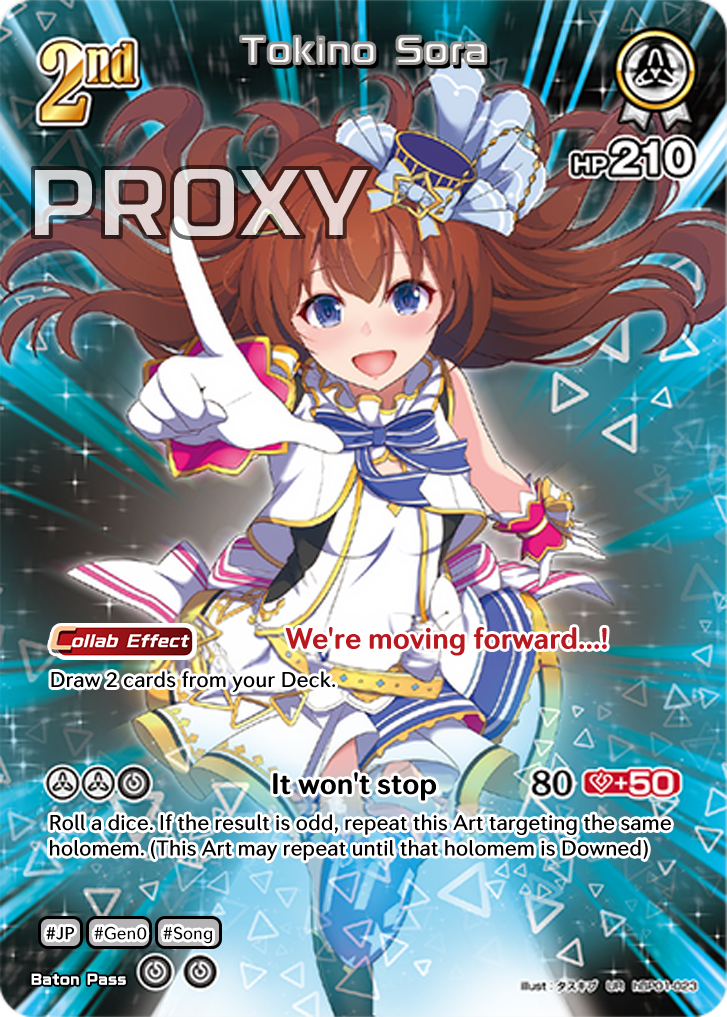 2nd
Tokino Sora
HP210
PROXY
Collab Effect
We're moving forward...!
Draw 2 cards from your Deck.
It won't stop
80 +50
Roll a dice. If the result is odd, repeat this Art targeting the same
holomem. (This Art may repeat until that holomem is Downed)
#JP #Gen0 #Song
Baton Pass
illust : タスキプ UR hBP01-023